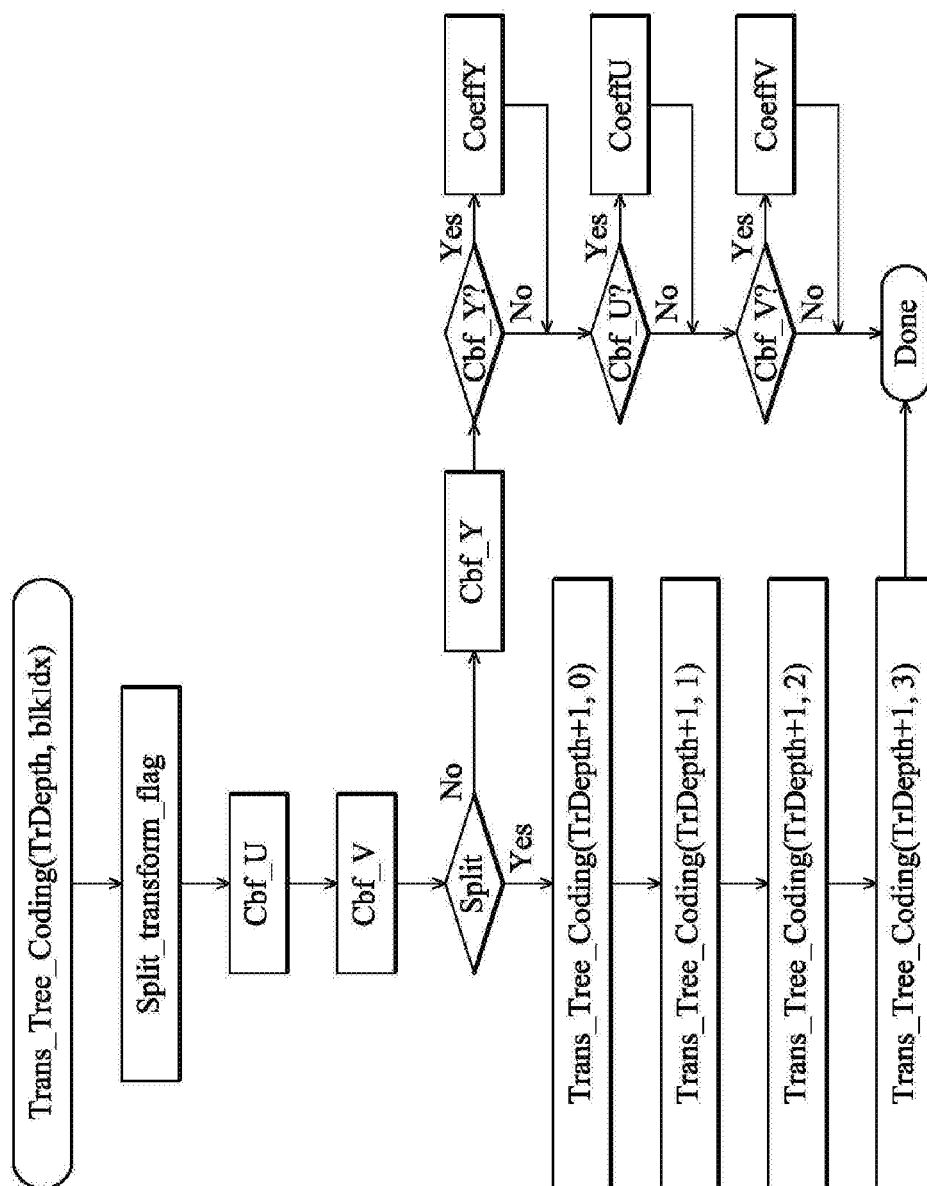 Trans_Tree_Coding(TrDepth, blkIdx)
Split_transform_flag
Cbf_U
Cbf_V
Split
No
Yes
Cbf_Y
Cbf_Y?
Yes
No
CoeffY
Cbf_U?
Yes
No
CoeffU
Cbf_V?
Yes
No
CoeffV
Trans_Tree_Coding(TrDepth+1, 0)
Trans_Tree_Coding(TrDepth+1, 1)
Trans_Tree_Coding(TrDepth+1, 2)
Trans_Tree_Coding(TrDepth+1, 3)
Done